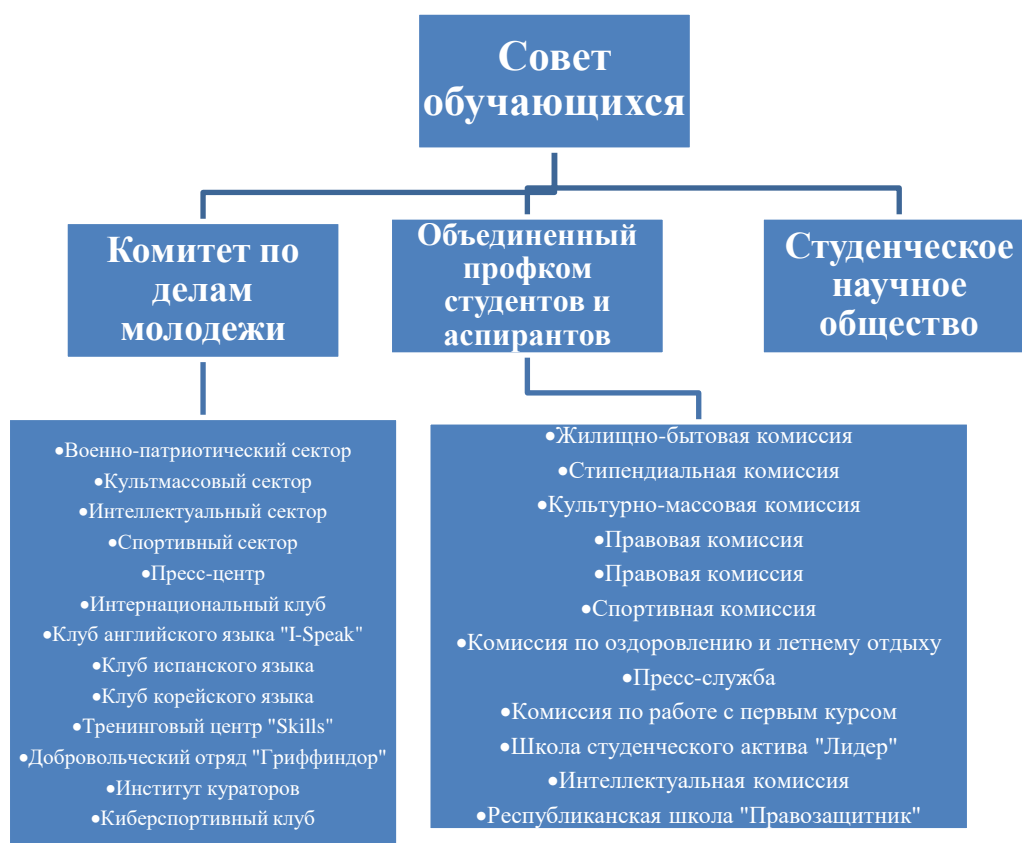 Совет
обучающихся
Комитет по
делам
молодежи
Объединенный
профком
студентов и
аспирантов
Студенческое
научное
общество
•Военно-патриотический сектор
•Культмассовый сектор
•Интеллектуальный сектор
•Спортивный сектор
•Пресс-центр
•Интернациональный клуб
•Клуб английского языка "I-Speak"
•Клуб испанского языка
•Клуб корейского языка
•Тренинговый центр "Skills"
•Добровольческий отряд "Гриффиндор"
•Институт кураторов
•Киберспортивный клуб
•Жилищно-бытовая комиссия
•Стипендиальная комиссия
•Культурно-массовая комиссия
•Правовая комиссия
•Правовая комиссия
•Спортивная комиссия
•Комиссия по оздоровлению и летнему отдыху
•Пресс-служба
•Комиссия по работе с первым курсом
•Школа студенческого актива "Лидер"
•Интеллектуальная комиссия
•Республиканская школа "Правозащитник"